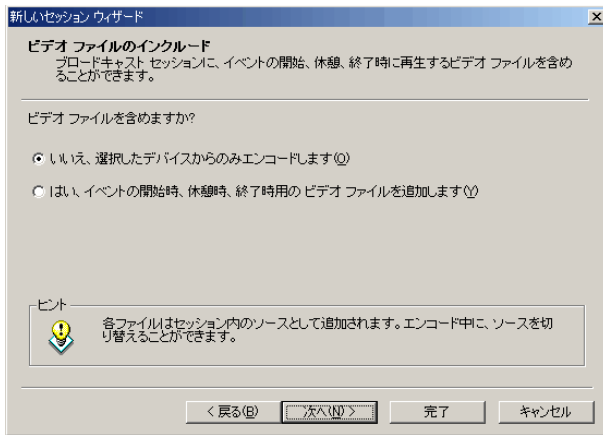 新しいセッション ウィザード
ビデオ ファイルのインクルード
ブロードキャスト セッションに、イベントの開始、休憩、終了時に再生するビデオ ファイルを含め
ることができます。
ビデオ ファイルを含めますか?
いいえ、選択したデバイスからのみエンコードします(O)
はい、イベントの開始時、休憩時、終了時用の ビデオ ファイルを追加します(Y)
ヒント
各ファイルはセッション内のソースとして追加されます。エンコード中に、ソースを切
り替えることができます。
< 戻る(B)
次へ(N) >
完了
キャンセル